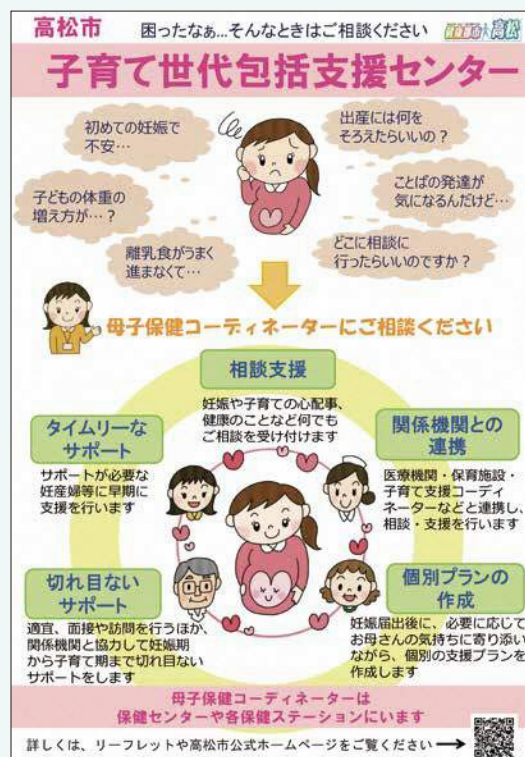 高松市
困ったなぁ...そんなときはご相談ください
健康都市高松
子育て世代包括支援センター
初めての妊娠で
不安…
出産には何を
そろえたらいいの？
子どもの体重の
増え方が…？
ことばの発達が
気になるんだけど…
離乳食がうまく
進まなくて…
どこに相談に
行ったらいいのですか？
母子保健コーディネーターにご相談ください
相談支援
妊娠や子育ての心配事、
健康のことなど何でも
ご相談を受け付けます
タイムリーな
サポート
サポートが必要な
妊産婦等に早期に
支援を行います
関係機関との
連携
医療機関・保育施設・
子育て支援コーディ
ネーターなどと連携し、
相談・支援を行います
切れ目ない
サポート
適宜、面接や訪問を行うほか、
関係機関と協力して妊娠期
から子育て期まで切れ目ない
サポートをします
個別プランの
作成
妊娠届出後に、必要に応じて
お母さんの気持ちに寄り添い
ながら、個別の支援プランを
作成します
母子保健コーディネーターは
保健センターや各保健ステーションにいます
詳しくは、リーフレットや高松市公式ホームページをご覧ください